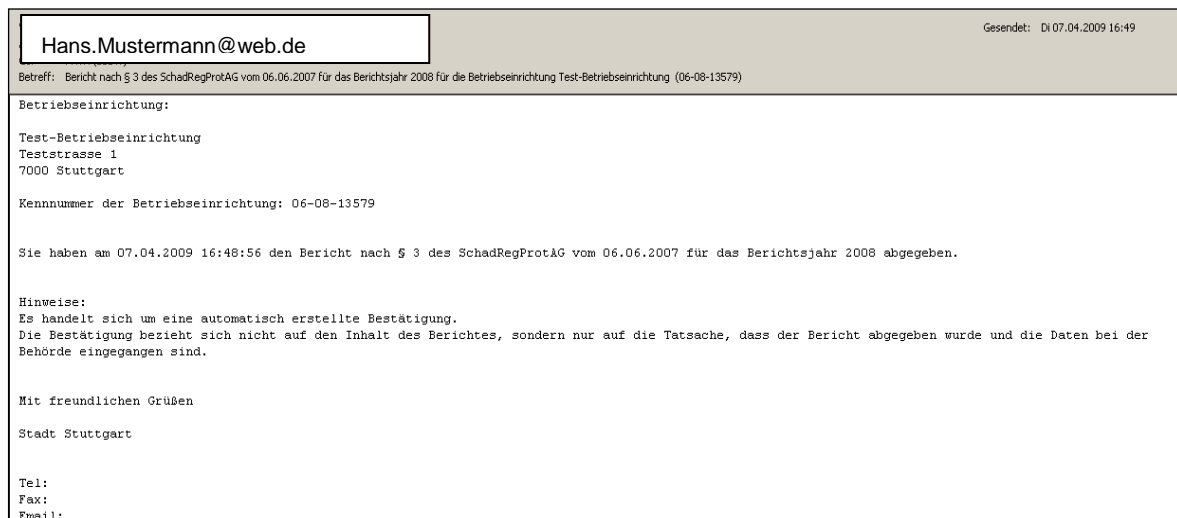 Hans.Mustermann@web.de
Gesendet: Di 07.04.2009 16:49
Betreff: Bericht nach § 3 des SchadRegProtAG vom 06.06.2007 für das Berichtsjahr 2008 für die Betriebseinrichtung Test-Betriebseinrichtung (06-08-13579)
Betriebseinrichtung:
Test-Betriebseinrichtung
Teststrasse 1
7000 Stuttgart
Kennnummer der Betriebseinrichtung: 06-08-13579
Sie haben am 07.04.2009 16:48:56 den Bericht nach § 3 des SchadRegProtAG vom 06.06.2007 für das Berichtsjahr 2008 abgegeben.
Hinweise:
Es handelt sich um eine automatisch erstellte Bestätigung.
Die Bestätigung bezieht sich nicht auf den Inhalt des Berichtes, sondern nur auf die Tatsache, dass der Bericht abgegeben wurde und die Daten bei der
Behörde eingegangen sind.
Mit freundlichen Grüßen
Stadt Stuttgart
Tel:
Fax:
Email: